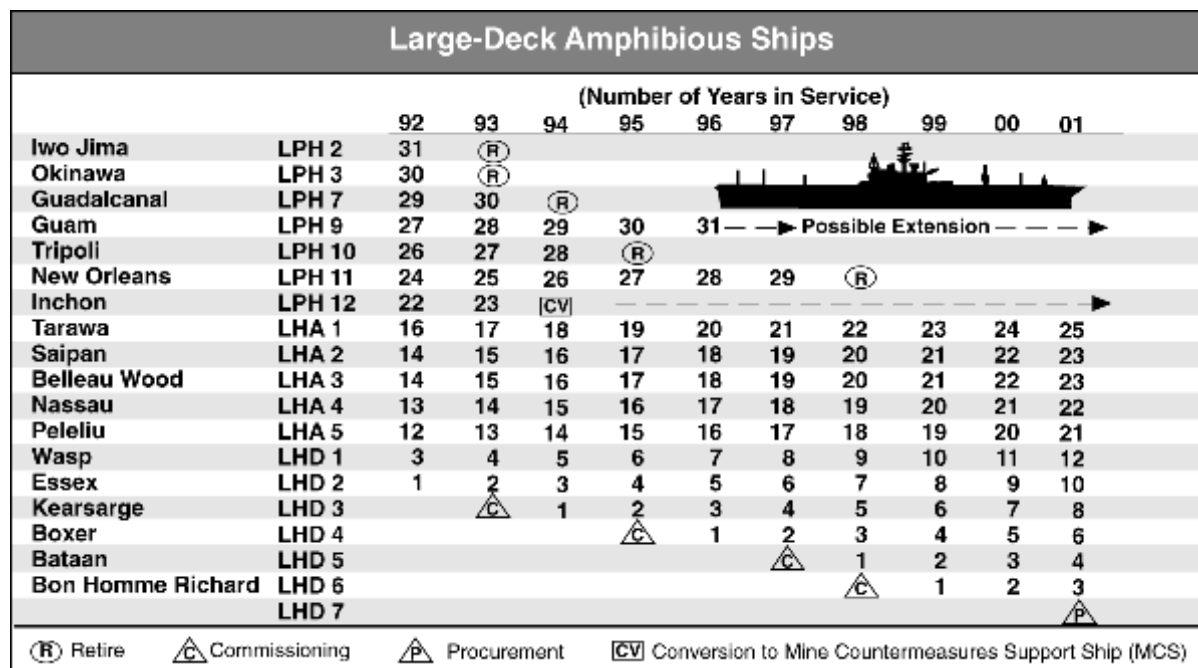 Large-Deck Amphibious Ships
(Number of Years in Service)
92 93 94 95 96 97 98 99 00 01
Iwo Jima LPH 2 31 R
Okinawa LPH 3 30 R
Guadalcanal LPH 7 29 30 R
Guam LPH 9 27 28 29 30 31 Possible Extension
Tripoli LPH 10 26 27 28 R
New Orleans LPH 11 24 25 26 27 28 29 R
Inchon LPH 12 22 23 CV
Tarawa LHA 1 16 17 18 19 20 21 22 23 24 25
Saipan LHA 2 14 15 16 17 18 19 20 21 22 23
Belleau Wood LHA 3 14 15 16 17 18 19 20 21 22 23
Nassau LHA 4 13 14 15 16 17 18 19 20 21 22
Peleliu LHA 5 12 13 14 15 16 17 18 19 20 21
Wasp LHD 1 3 4 5 6 7 8 9 10 11 12
Essex LHD 2 1 2 3 4 5 6 7 8 9 10
Kearsarge LHD 3 C 1 2 3 4 5 6 7 8
Boxer LHD 4 C 1 2 3 4 5 6
Bataan LHD 5 C 1 2 3 4
Bon Homme Richard LHD 6 C 1 2 3
LHD 7 P
R Retire C Commissioning P Procurement CV Conversion to Mine Countermeasures Support Ship (MCS)